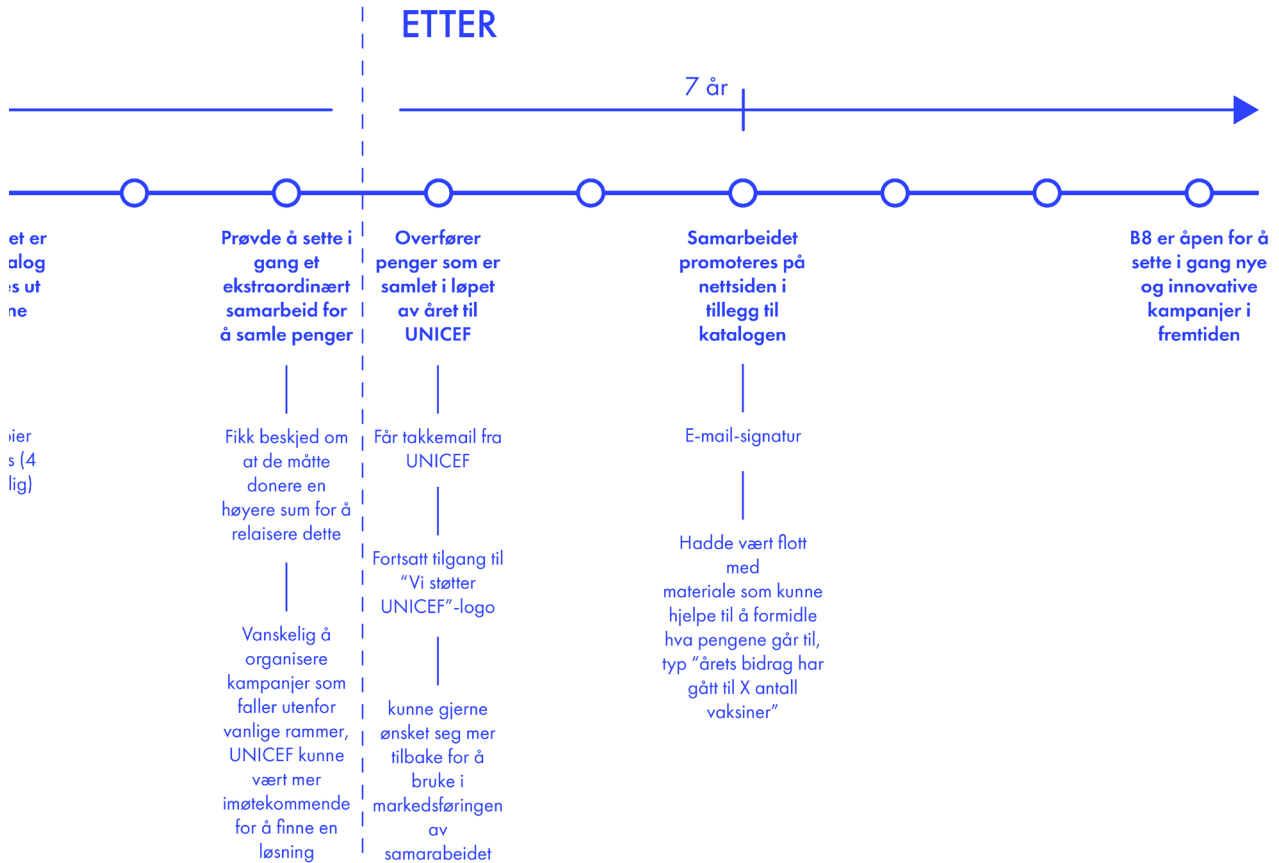 ETTER
7 år
et er
alog
s ut
ne
Prøvde å sette i
gang et
ekstraordinært
samarbeid for
å samle penger
Overfører
penger som er
samlet i løpet
av året til
UNICEF
Samarbeidet
promoteres på
nettsiden i
tillegg til
katalogen
B8 er åpen for å
sette i gang nye
og innovative
kampanjer i
fremtiden
pier
s (4
lig)
Fikk beskjed om
at de måtte
donere en
høyere sum for å
relaisere dette
Vanskelig å
organisere
kampanjer som
faller utenfor
vanlige rammer,
UNICEF kunne
vært mer
imøtekommende
for å finne en
løsning
Får takkemail fra
UNICEF
Fortsatt tilgang til
“Vi støtter
UNICEF”-logo
kunne gjerne
ønsket seg mer
tilbake for å
bruke i
markedsføringen
av
samarabeidet
E-mail-signatur
Hadde vært flott
med
materiale som kunne
hjelpe til å formidle
hva pengene går til,
typ “årets bidrag har
gått til X antall
vaksiner”